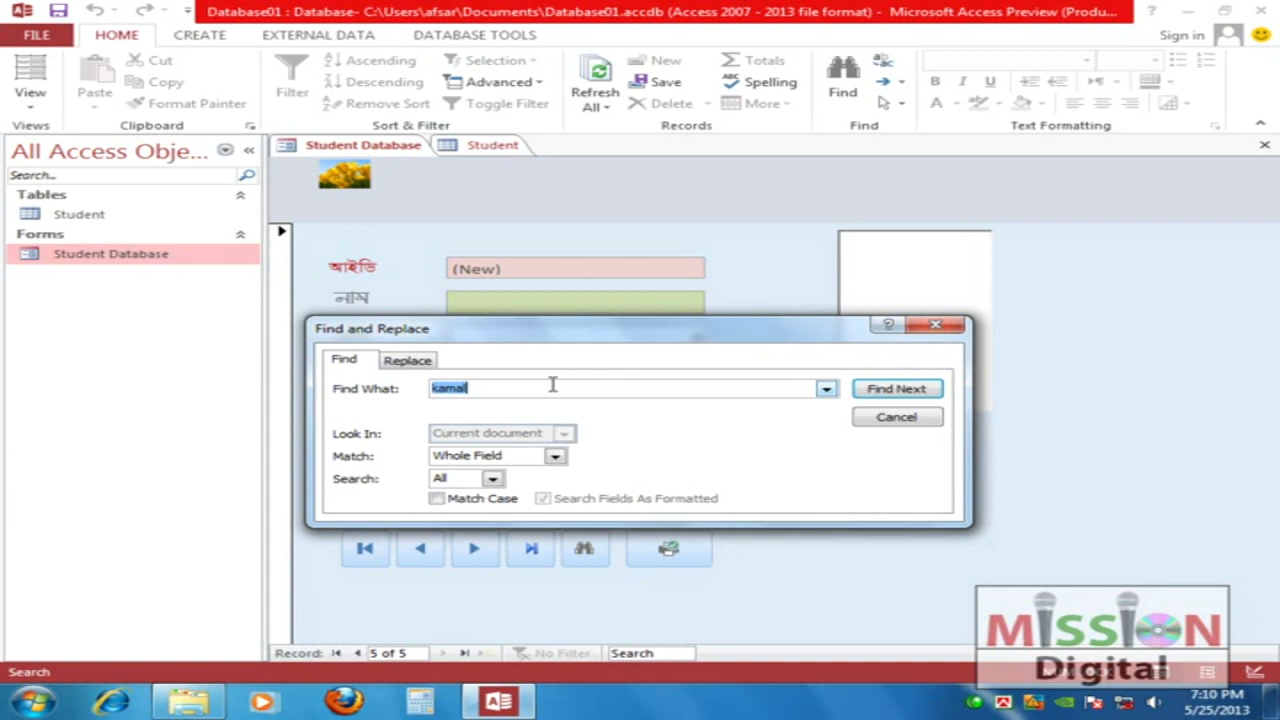 Database01 : Database- C:\Users\afsar\Documents\Database01.accdb (Access 2007 - 2013 file format) - Microsoft Access Preview (Produ...
FILE HOME CREATE EXTERNAL DATA DATABASE TOOLS Sign in
View
Views
Paste
Cut
Copy
Format Painter
Clipboard
Filter
Ascending
Descending
Remove Sort
Selection
Advanced
Toggle Filter
Sort & Filter
Refresh
All
New
Save
Delete
Totals
Spelling
More
Records
Find
Find
B I U
A
Text Formatting
All Access Obje...
Search...
Tables
Student
Forms
Student Database
Student Database
Student
আইডি (New)
নাম
Find and Replace
Find Replace
Find What: kamal Find Next
Cancel
Look In: Current document
Match: Whole Field
Search: All
Match Case Search Fields As Formatted
Record: 5 of 5 No Filter Search
Search
MISSION
Digital
7:10 PM
5/25/2013